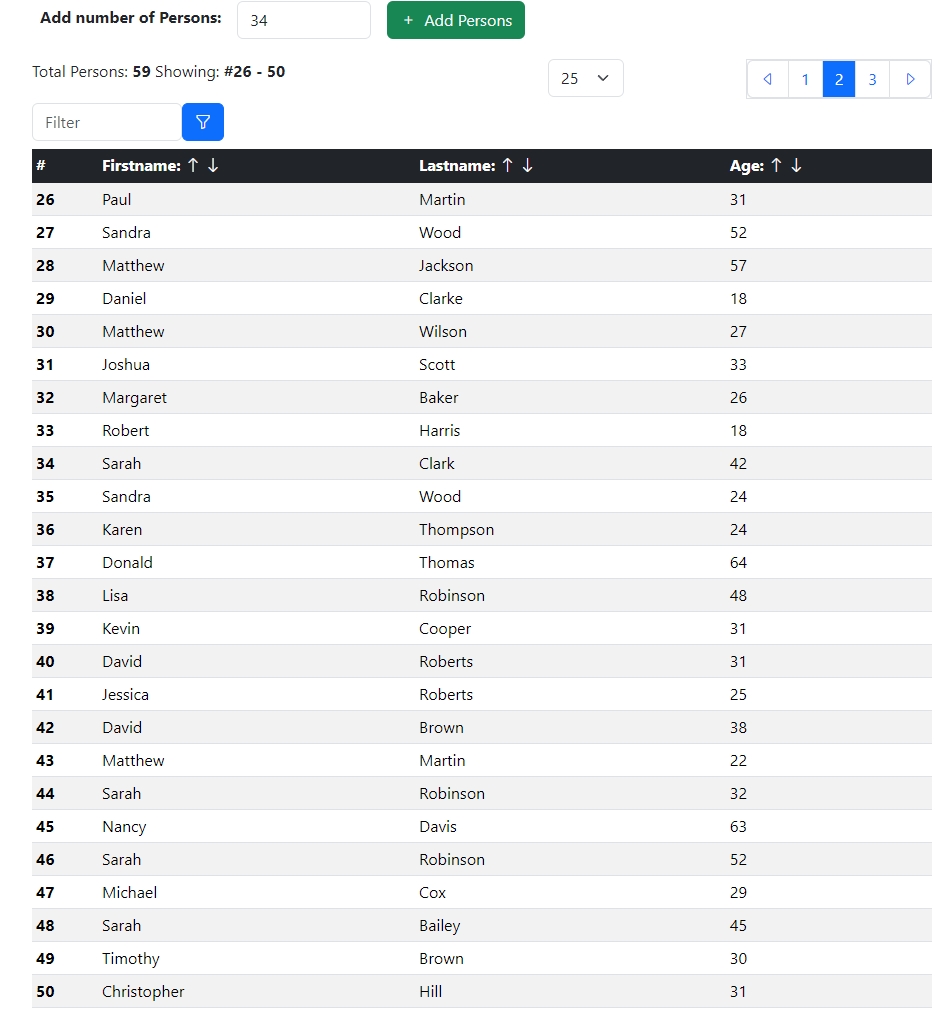 Add number of Persons: 34 + Add Persons
Total Persons: 59 Showing: #26 - 50 25 1 2 3
Filter
# Firstname: ↑ ↓ Lastname: ↑ ↓ Age: ↑ ↓
26 Paul Martin 31
27 Sandra Wood 52
28 Matthew Jackson 57
29 Daniel Clarke 18
30 Matthew Wilson 27
31 Joshua Scott 33
32 Margaret Baker 26
33 Robert Harris 18
34 Sarah Clark 42
35 Sandra Wood 24
36 Karen Thompson 24
37 Donald Thomas 64
38 Lisa Robinson 48
39 Kevin Cooper 31
40 David Roberts 31
41 Jessica Roberts 25
42 David Brown 38
43 Matthew Martin 22
44 Sarah Robinson 32
45 Nancy Davis 63
46 Sarah Robinson 52
47 Michael Cox 29
48 Sarah Bailey 45
49 Timothy Brown 30
50 Christopher Hill 31